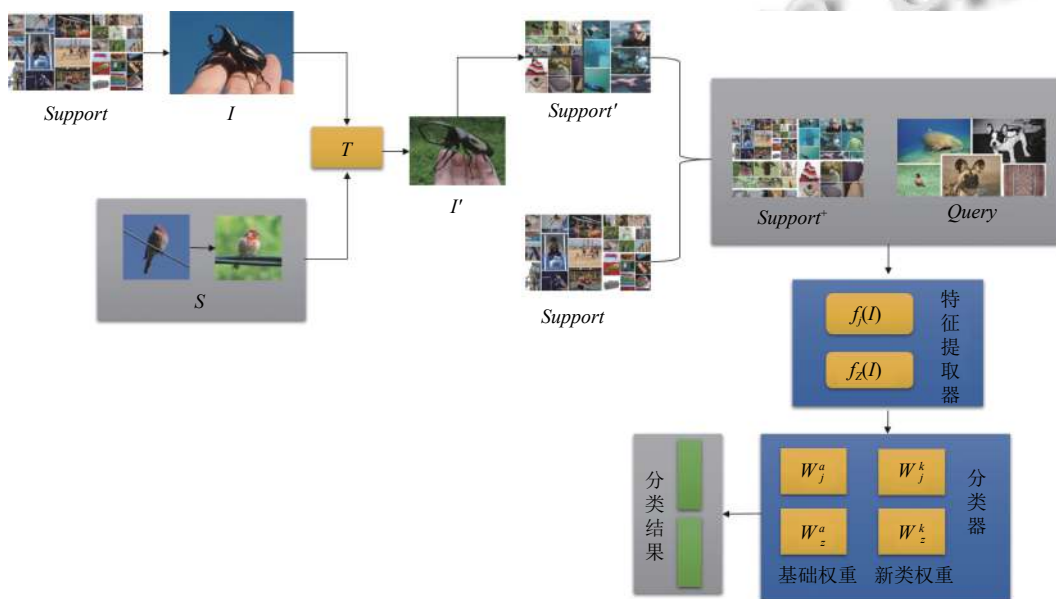 Support
I
T
Support'
I'
S
Support
Support⁺
Query
fⱼ(I)
f_Z(I)
特征提取器
W_j^a
W_j^k
W_z^a
W_z^k
分类器
基础权重
新类权重
分类结果